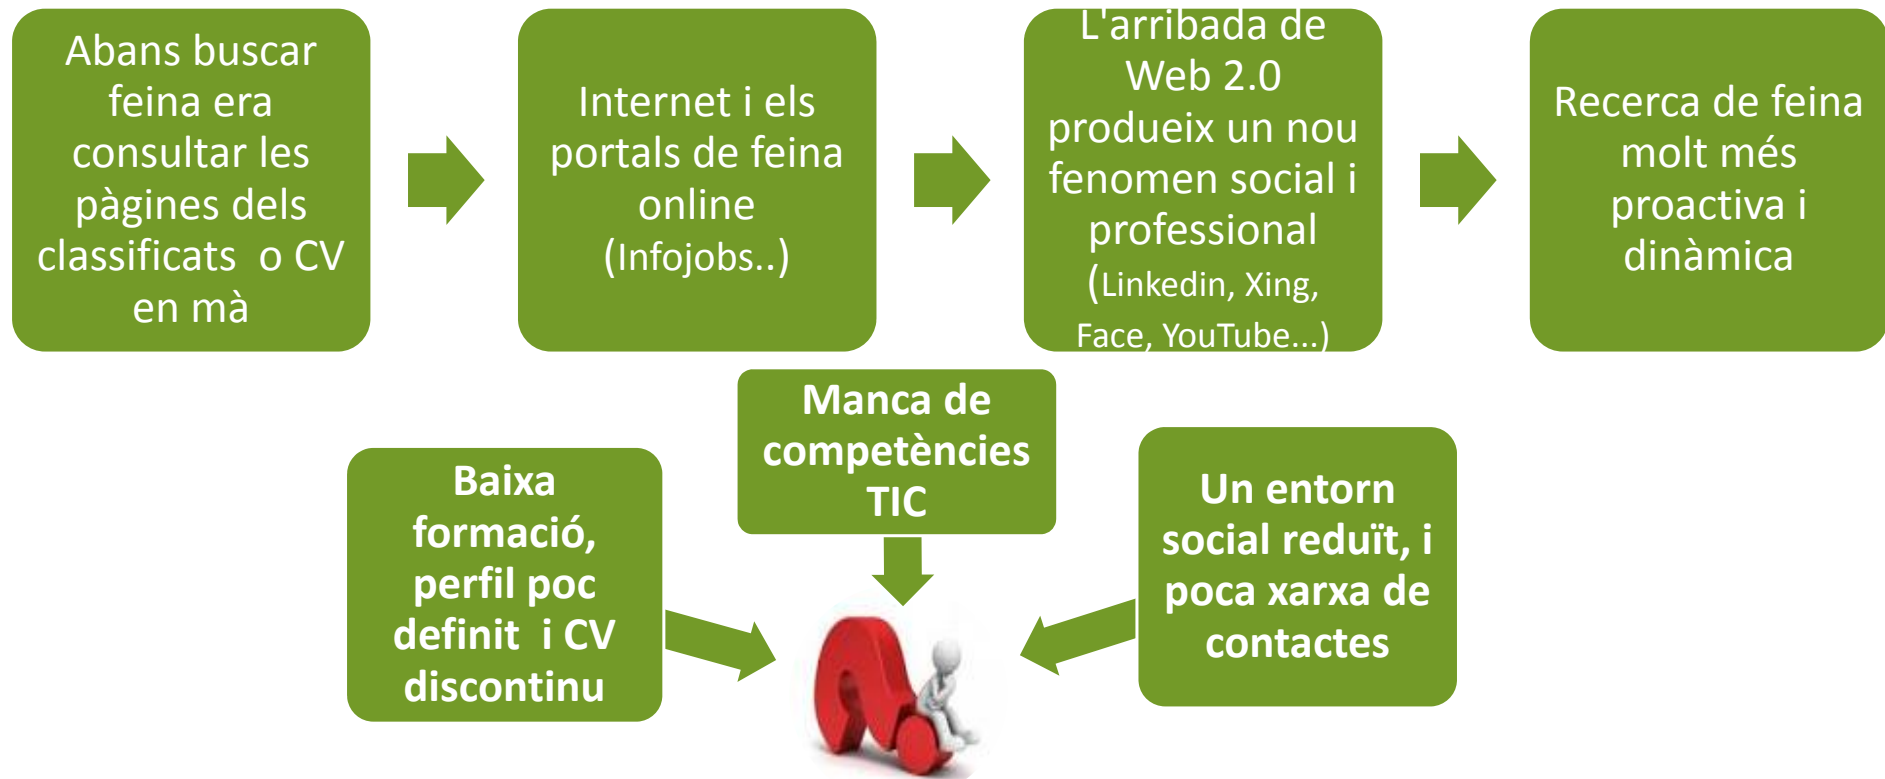 Abans buscar
feina era
consultar les
pàgines dels
classificats  o CV
en mà
Internet i els
portals de feina
online
(Infojobs..)
L'arribada de
Web 2.0
produeix un nou
fenomen social i
professional
(Linkedin, Xing,
Face, YouTube...)
Recerca de feina
molt més
proactiva i
dinàmica
Manca de
competències
TIC
Baixa
formació,
perfil poc
definit  i CV
discontinu
Un entorn
social reduït, i
poca xarxa de
contactes